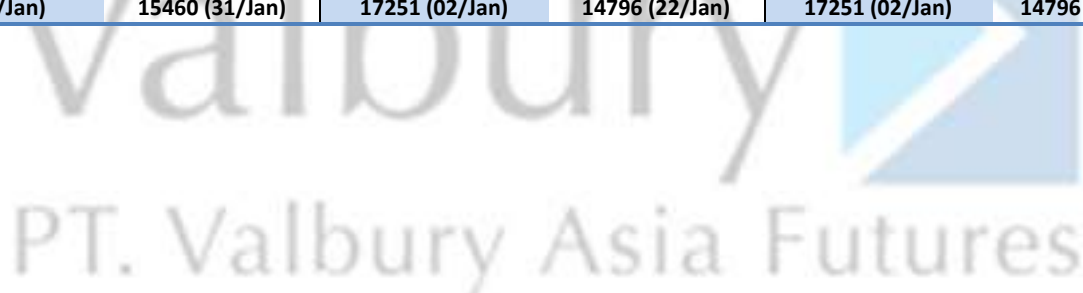 /Jan) 15460 (31/Jan) 17251 (02/Jan) 14796 (22/Jan) 17251 (02/Jan) 14796
Valbury
PT. Valbury Asia Futures